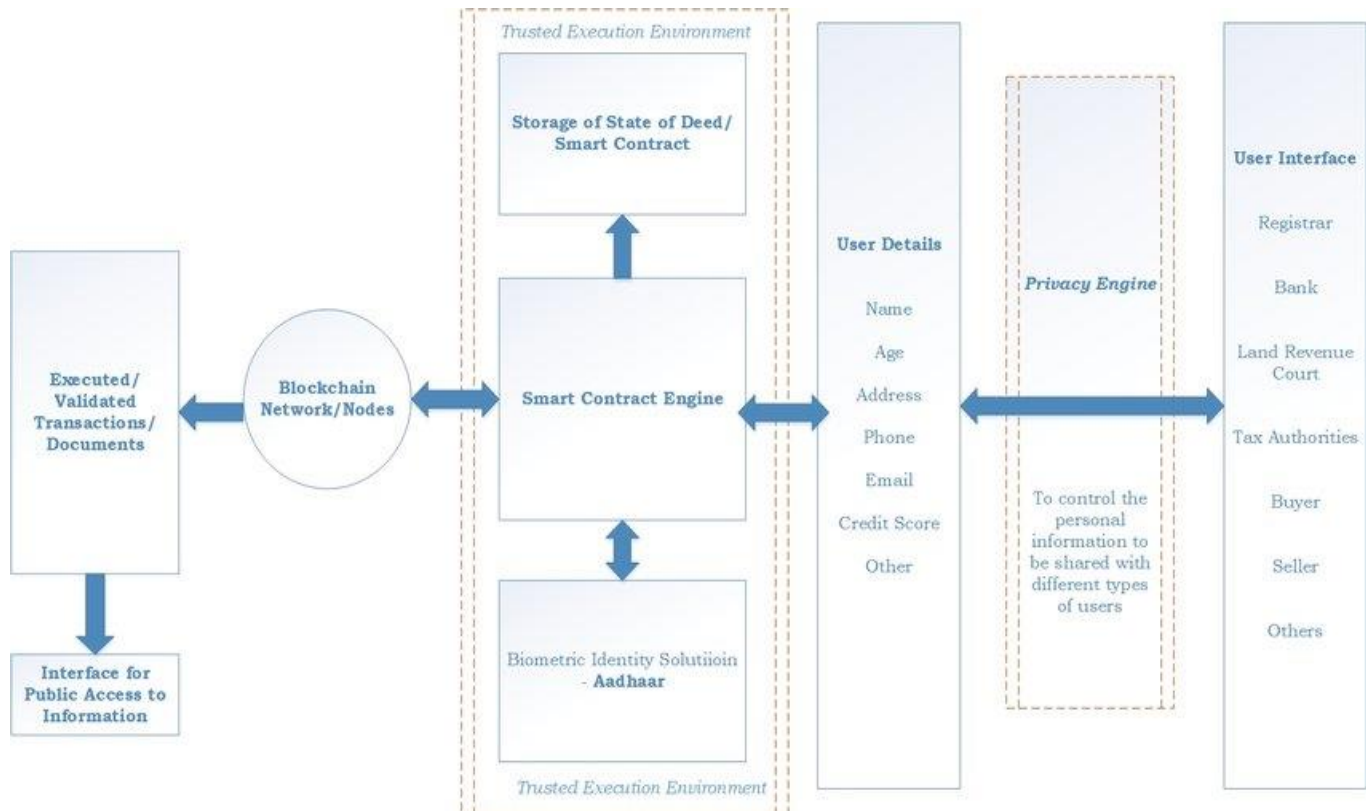 Trusted Execution Environment
Storage of State of Deed/
Smart Contract
Executed/
Validated
Transactions/
Documents
Interface for
Public Access to
Information
Blockchain
Network/Nodes
Smart Contract Engine
Biometric Identity Solutiioin
- Aadhaar
Trusted Execution Environment
User Details
Name
Age
Address
Phone
Email
Credit Score
Other
Privacy Engine
To control the
personal
information to
be shared with
different types
of users
User Interface
Registrar
Bank
Land Revenue
Court
Tax Authorities
Buyer
Seller
Others